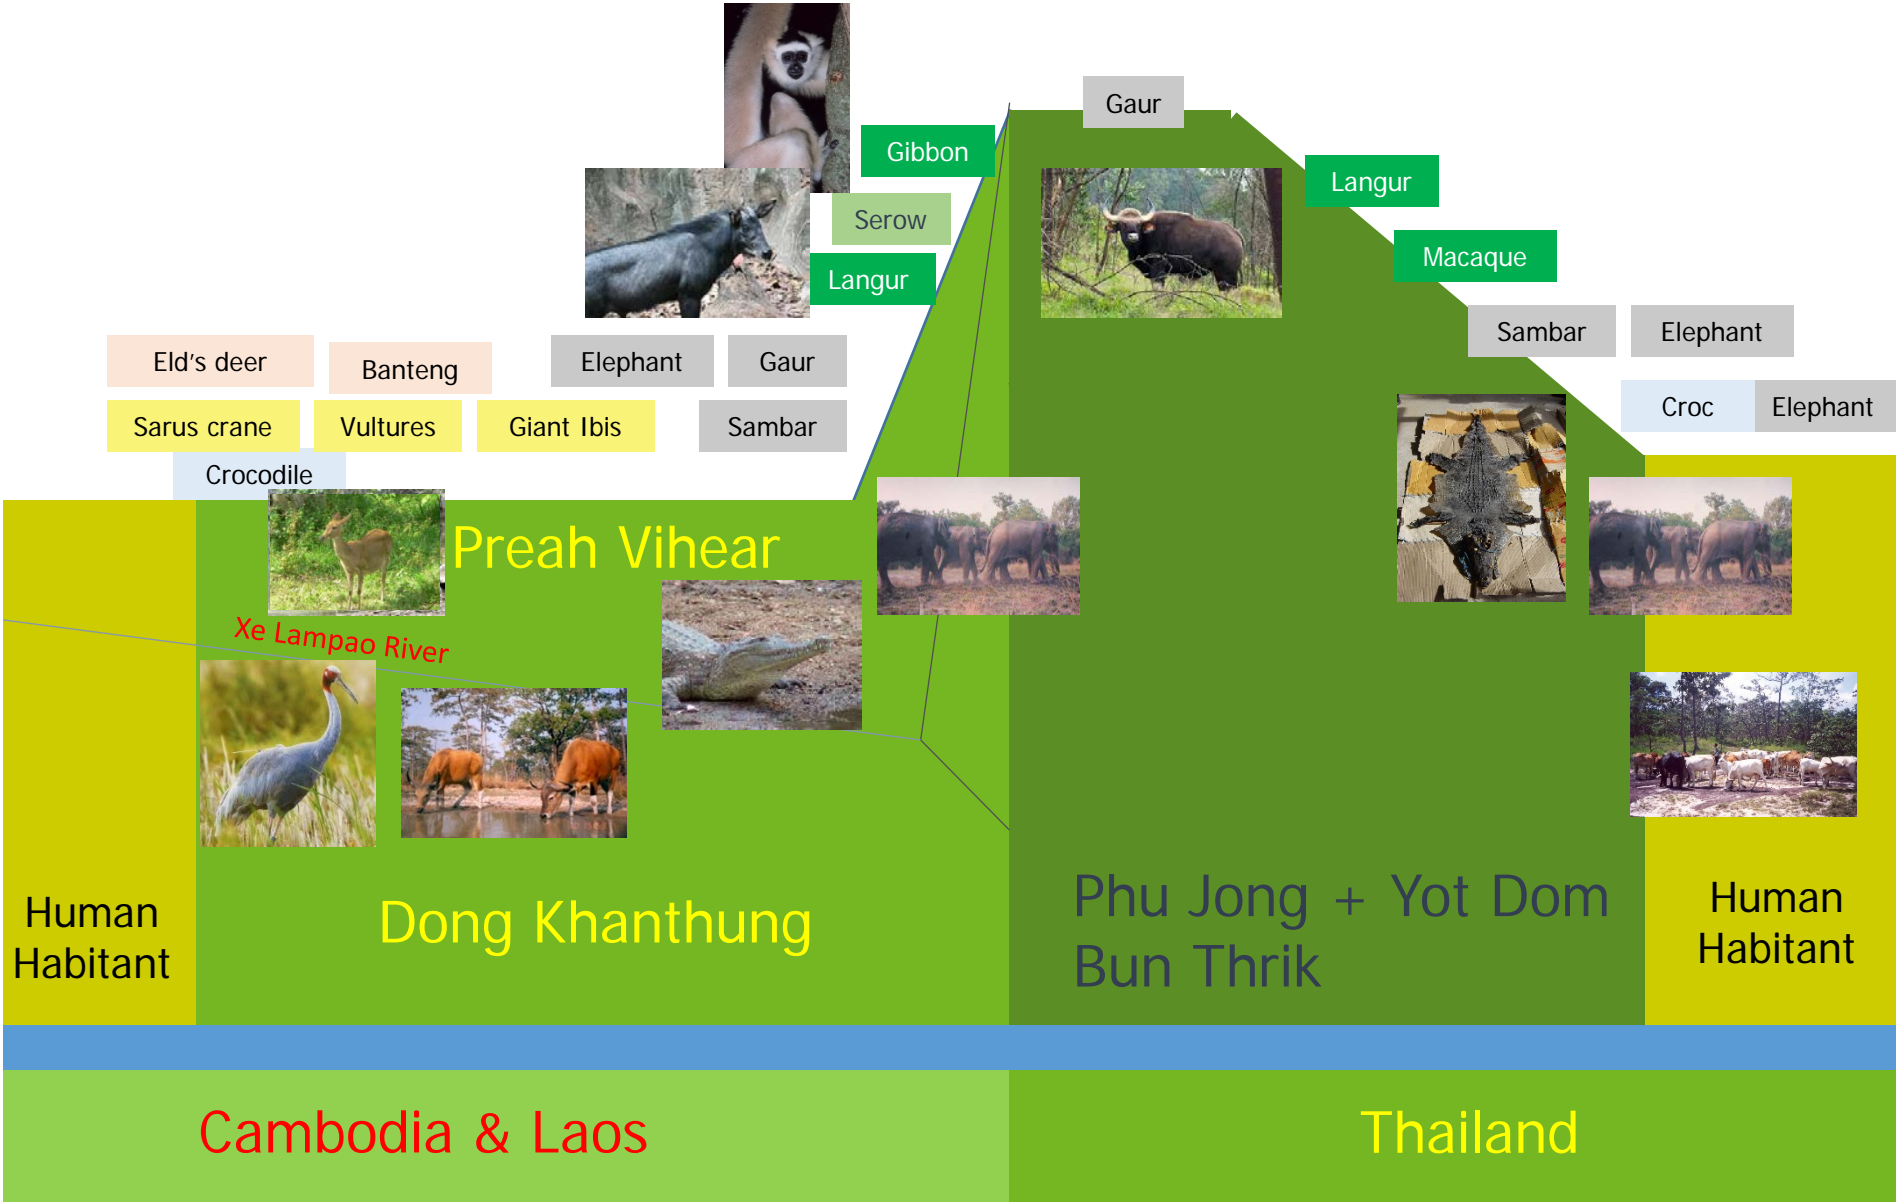 Gaur
Gibbon
Langur
Serow
Macaque
Langur
Sambar
Elephant
Eld's deer
Banteng
Elephant
Gaur
Croc
Elephant
Sarus crane
Vultures
Giant Ibis
Sambar
Crocodile
Preah Vihear
Xe Lampao River
Human
Habitant
Dong Khanthung
Phu Jong + Yot Dom
Bun Thrik
Human
Habitant
Cambodia & Laos
Thailand